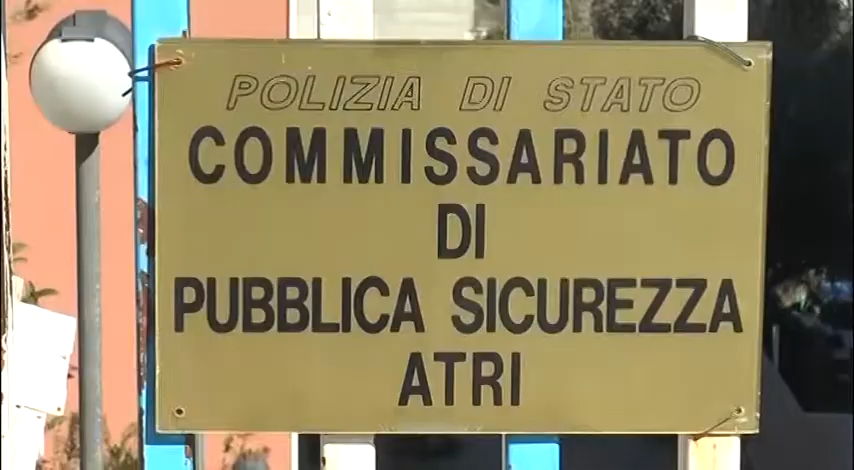 POLIZIA DI STATO
COMMISSARIATO
DI
PUBBLICA SICUREZZA
ATRI